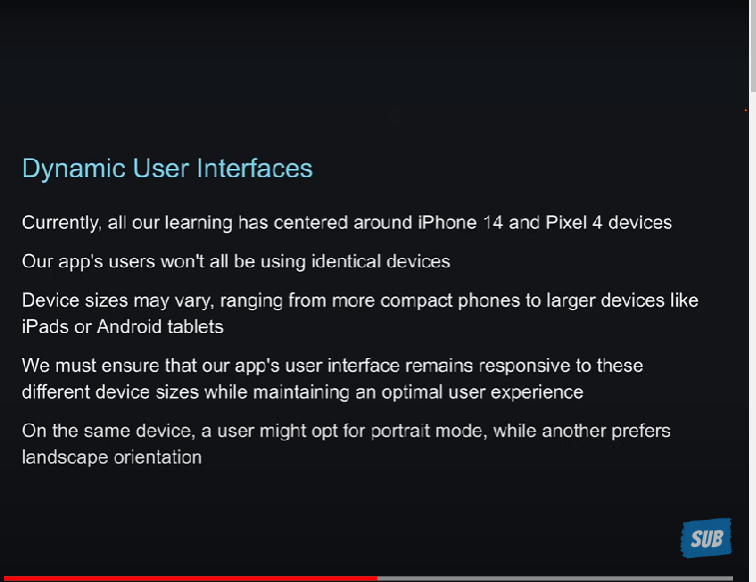 Dynamic User Interfaces
Currently, all our learning has centered around iPhone 14 and Pixel 4 devices
Our app's users won't all be using identical devices
Device sizes may vary, ranging from more compact phones to larger devices like
iPads or Android tablets
We must ensure that our app's user interface remains responsive to these
different device sizes while maintaining an optimal user experience
On the same device, a user might opt for portrait mode, while another prefers
landscape orientation
SUB